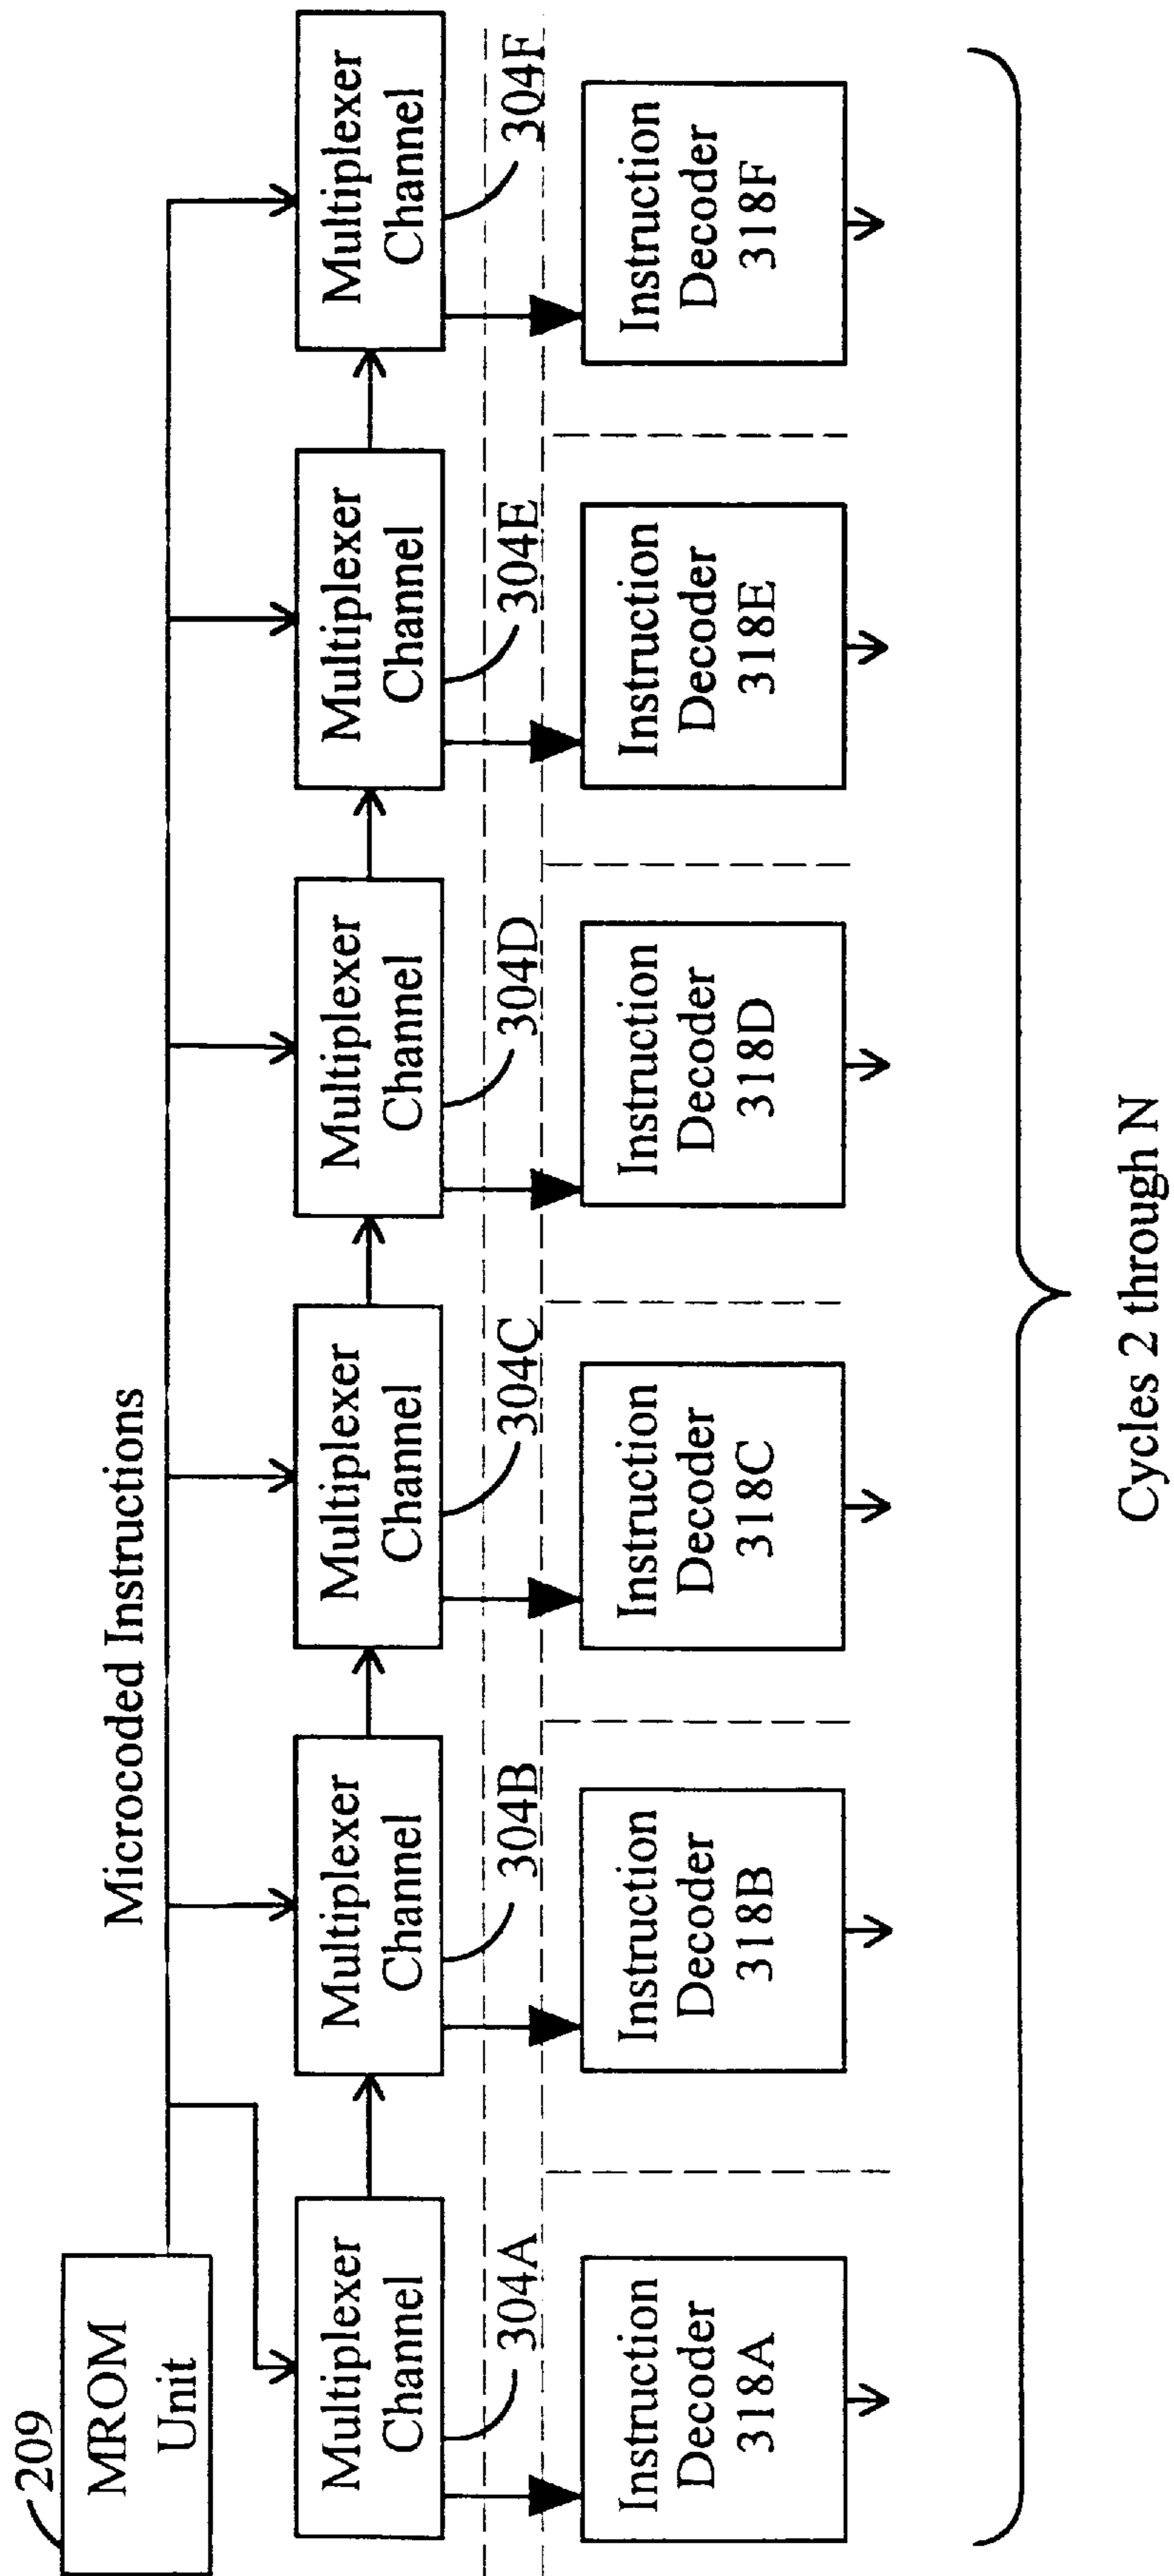 209
MROM
Unit
Microcoded Instructions
Multiplexer
Channel
Multiplexer
Channel
Multiplexer
Channel
Multiplexer
Channel
Multiplexer
Channel
Multiplexer
Channel
304A
304B
304C
304D
304E
304F
Instruction
Decoder
318A
Instruction
Decoder
318B
Instruction
Decoder
318C
Instruction
Decoder
318D
Instruction
Decoder
318E
Instruction
Decoder
318F
Cycles 2 through N